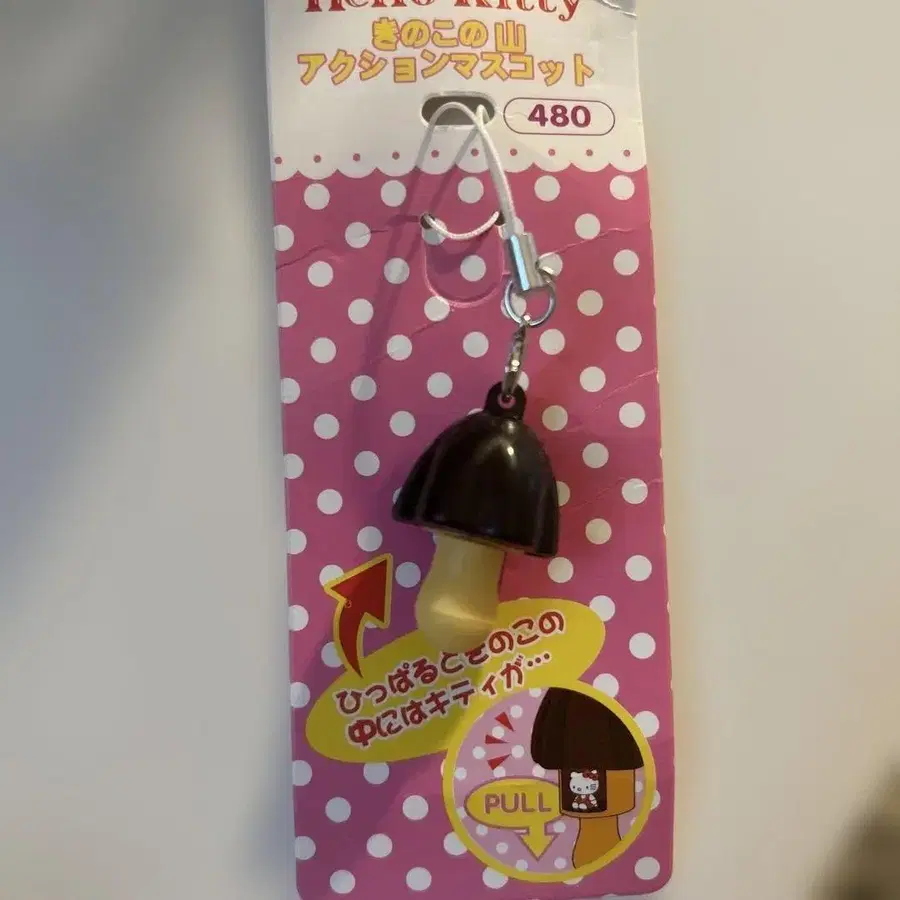 Hello Kitty
きのこの山
アクションマスコット
480
ひっぱるときのこの
中にはキティが…
PULL